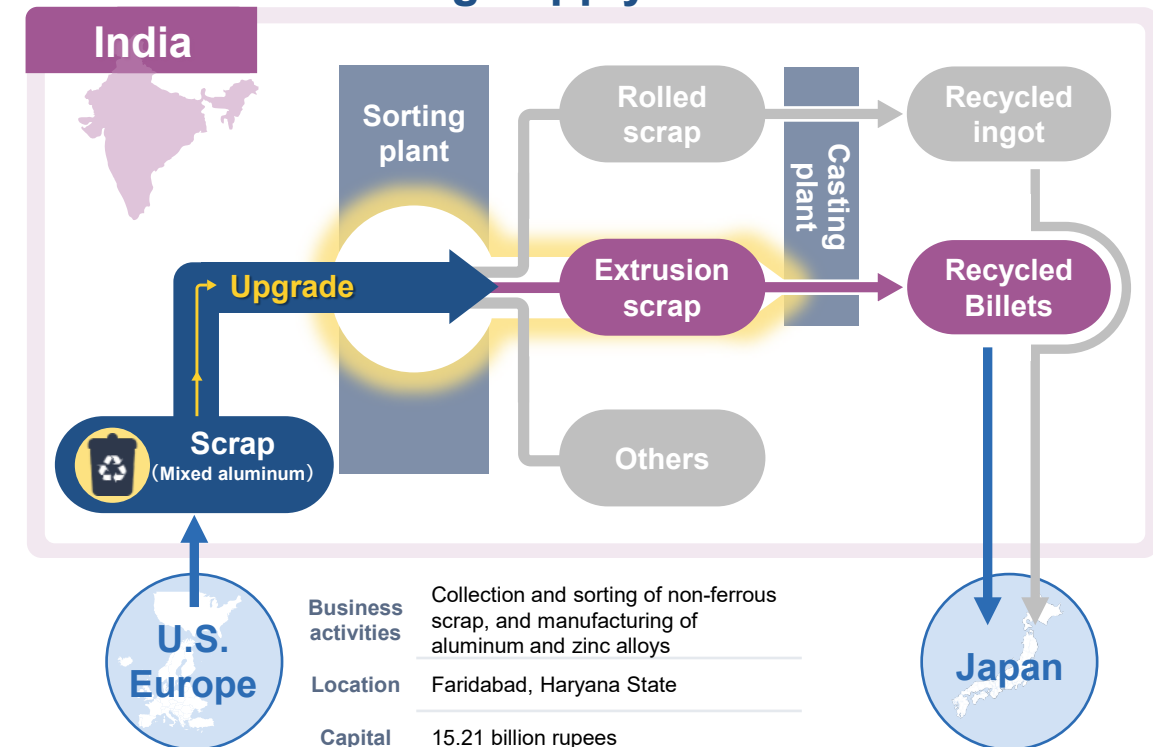 India
Sorting
plant
Rolled
scrap
Casting
plant
Recycled
ingot
Upgrade
Extrusion
scrap
Recycled
Billets
Scrap
（Mixed aluminum）
Others
U.S.
Europe
Business
activities
Collection and sorting of non-ferrous
scrap, and manufacturing of
aluminum and zinc alloys
Location
Faridabad, Haryana State
Capital
15.21 billion rupees
Japan